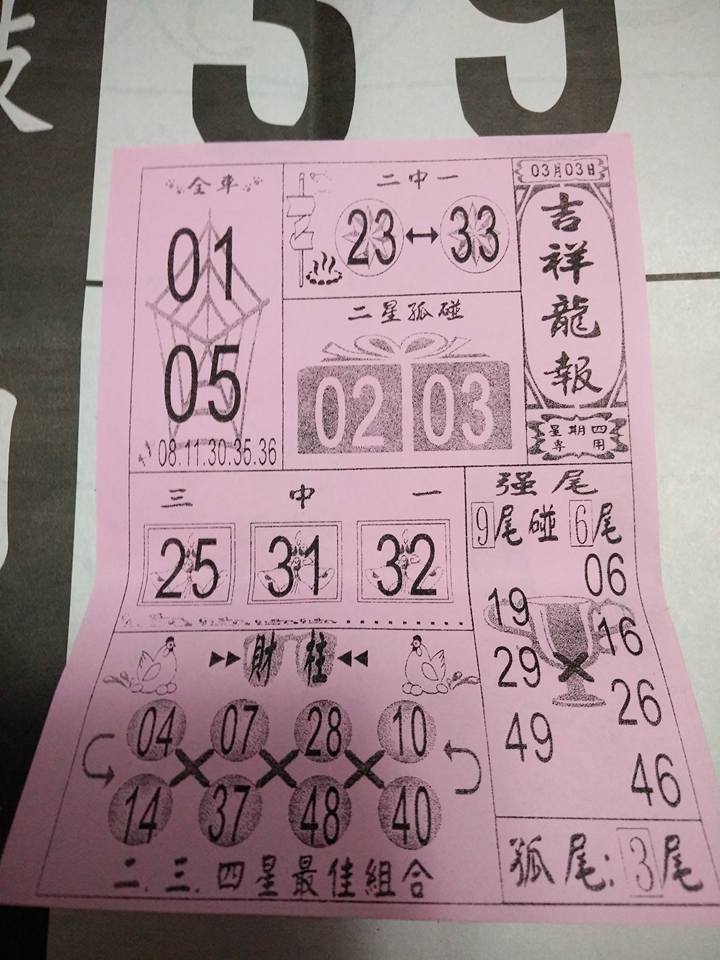 39
全車
01
05
08.11.30.35.36
二中一
23↔33
二星孤碰
02 03
03月03日
吉祥龍報
星期四
專用
三中一
25 31 32
强尾
9尾碰6尾
06
19
16
29
26
49
46
財柱
04 07 28 10
14 37 48 40
二.三.四星最佳組合
孤尾:3尾